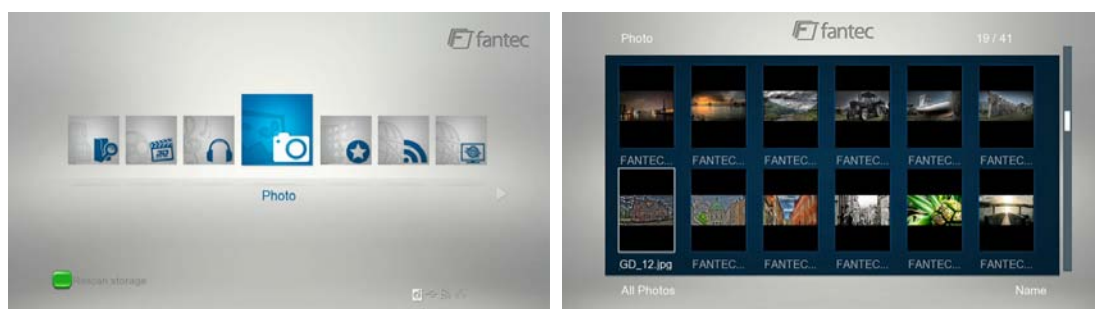 fantec
Photo
Rescan storage
Photo
fantec
19 / 41
FANTEC... FANTEC... FANTEC... FANTEC... FANTEC... FANTEC...
GD_12.jpg FANTEC... FANTEC... FANTEC... FANTEC... FANTEC...
All Photos
Name